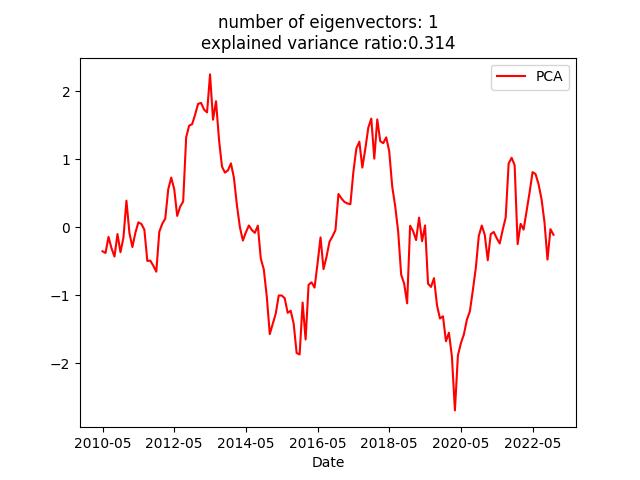 number of eigenvectors: 1
explained variance ratio:0.314
PCA
2
1
0
−1
−2
2010-05 2012-05 2014-05 2016-05 2018-05 2020-05 2022-05
Date